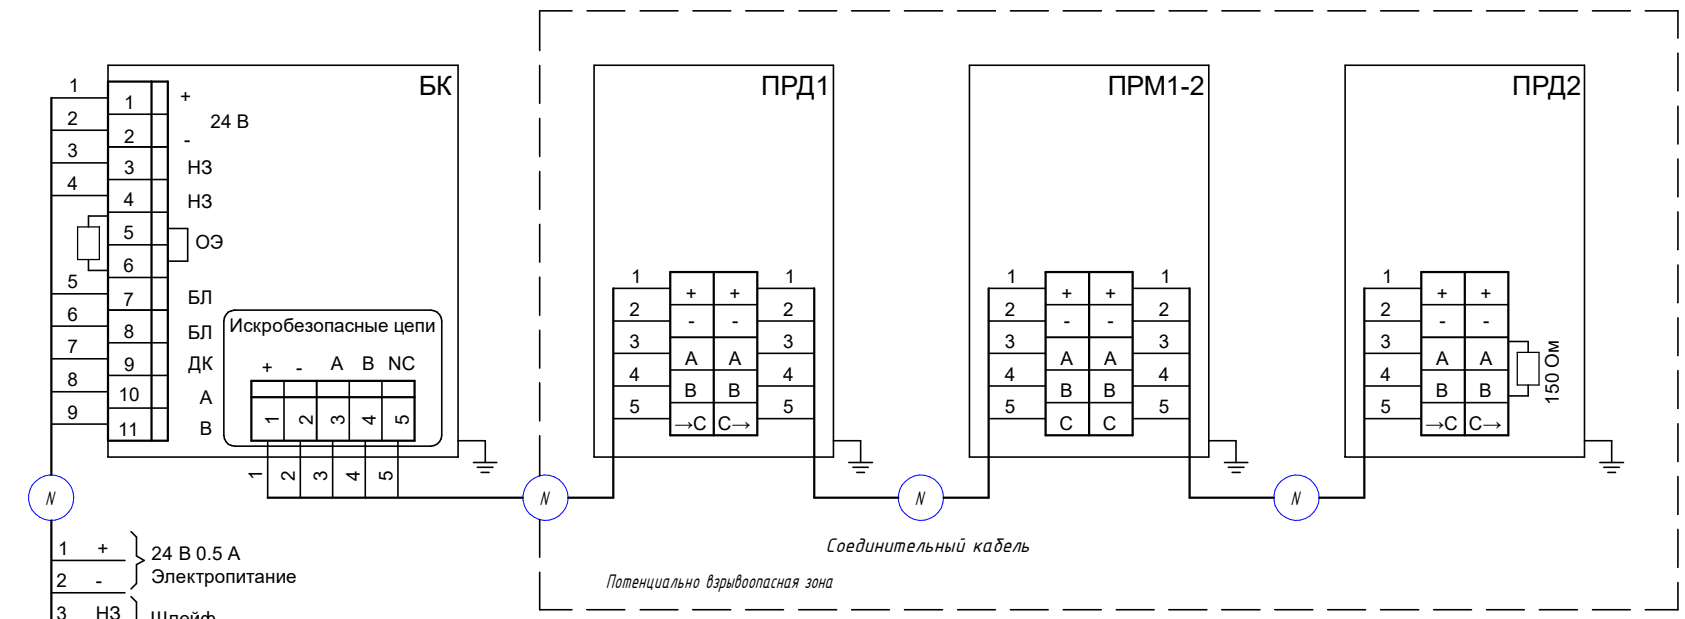 БК
ПРД1
ПРМ1-2
ПРД2
1
2
3
4
5
6
7
8
9
1
2
3
4
5
6
7
8
9
10
11
+
24 В
-
НЗ
НЗ
ОЭ
БЛ
БЛ
ДК
А
В
Искробезопасные цепи
+ - А В NC
1 2 3 4 5
1 2 3 4 5
1 + + 1
2 - - 2
3 А А 3
4 В В 4
5 →С С→ 5
1 + + 1
2 - - 2
3 А А 3
4 В В 4
5 С С 5
1 + +
2 - -
3 А А
4 В В
5 →С С→
150 Ом
N
N
N
N
Соединительный кабель
Потенциально взрывоопасная зона
1 + 24 В 0.5 А
2 - Электропитание
3 НЗ Шлейф